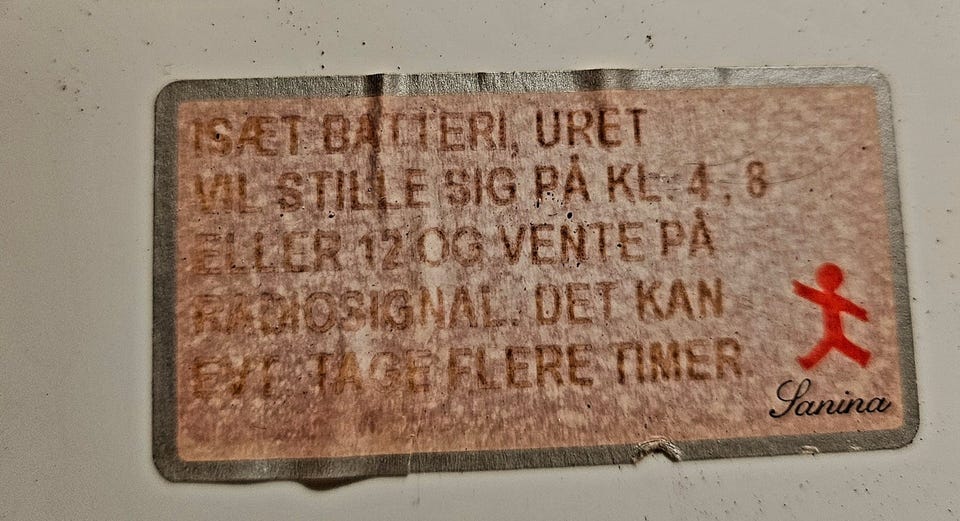 ISÆT BATTERI, URET
VIL STILLE SIG PÅ KL. 4, 8
ELLER 12 OG VENTE PÅ
RADIOSIGNAL. DET KAN
EVT. TAGE FLERE TIMER.
Sanina